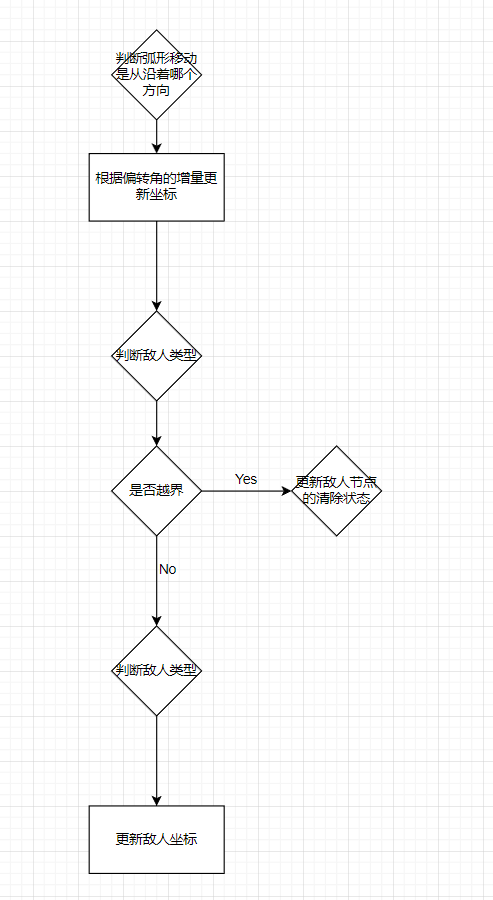 判断弧形移动
是从沿着哪个
方向
根据偏转角的增量更
新坐标
判断敌人类型
是否越界
Yes
更新敌人节点
的清除状态
No
判断敌人类型
更新敌人坐标